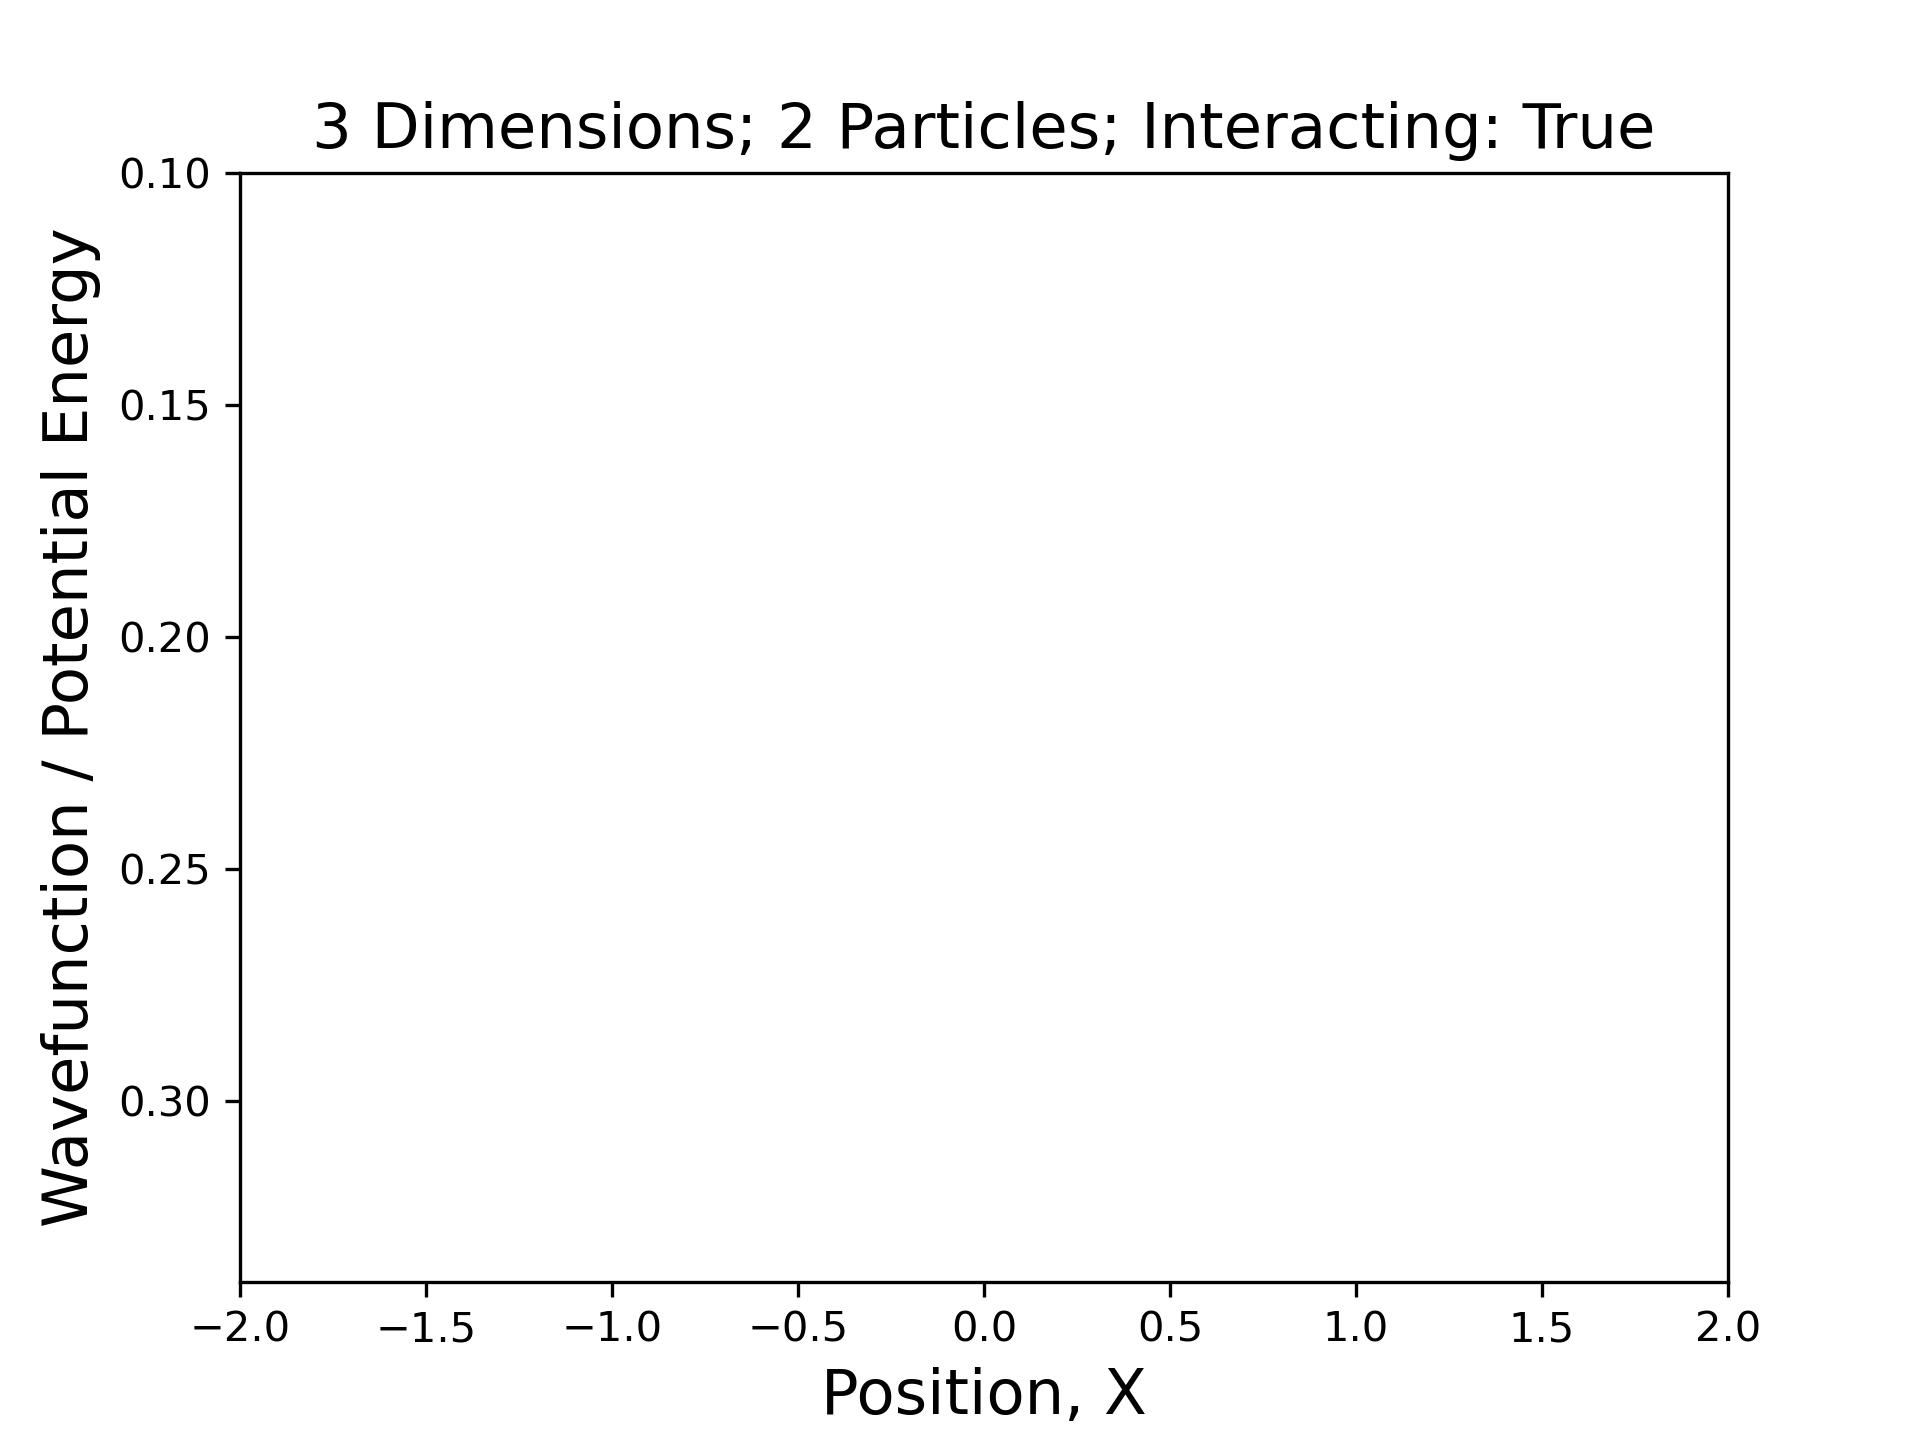 3 Dimensions; 2 Particles; Interacting: True
Wavefunction / Potential Energy
0.10
0.15
0.20
0.25
0.30
−2.0 −1.5 −1.0 −0.5 0.0 0.5 1.0 1.5 2.0
Position, X